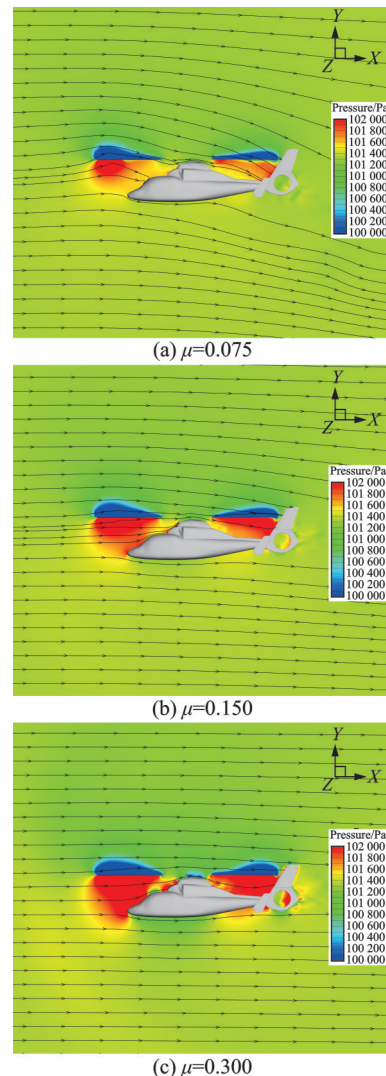 Y
Z
X
Pressure/Pa
102 000
101 800
101 600
101 400
101 200
101 000
100 800
100 600
100 400
100 200
100 000
(a) μ=0.075
Y
Z
X
Pressure/Pa
102 000
101 800
101 600
101 400
101 200
101 000
100 800
100 600
100 400
100 200
100 000
(b) μ=0.150
Y
Z
X
Pressure/Pa
102 000
101 800
101 600
101 400
101 200
101 000
100 800
100 600
100 400
100 200
100 000
(c) μ=0.300